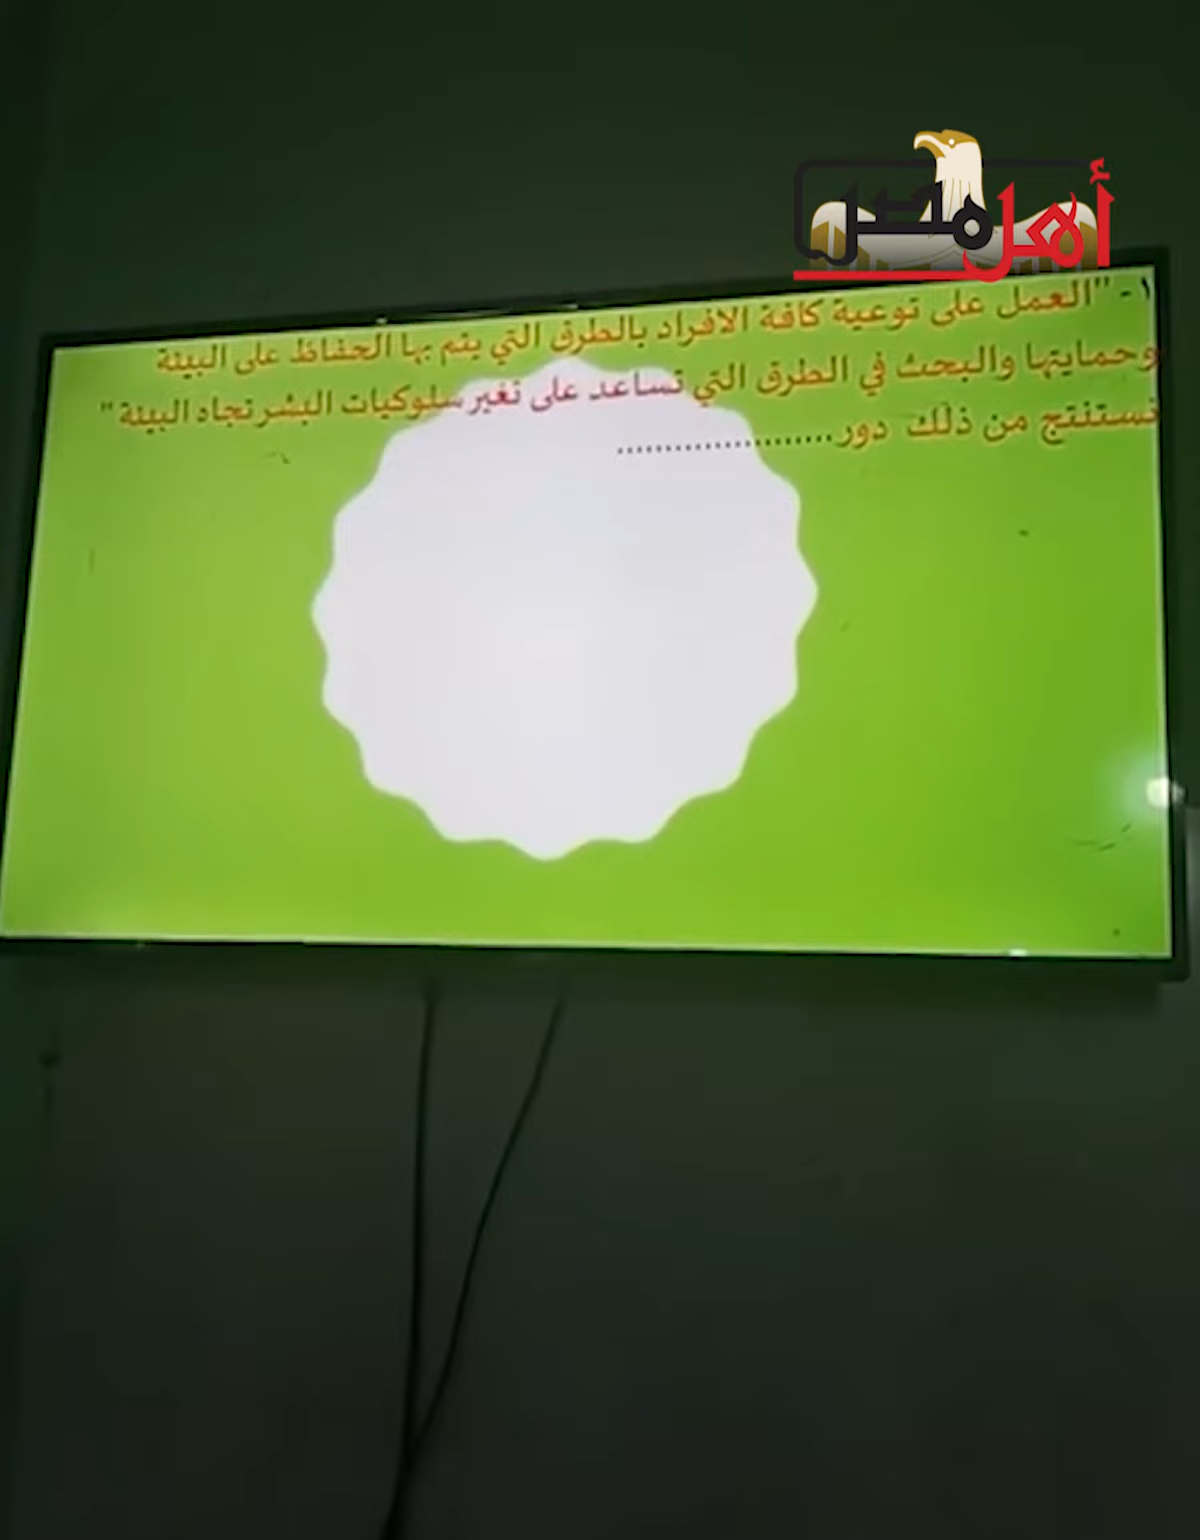 أهل مصر
١- "العمل على توعية كافة الافراد بالطرق التي يتم بها الحفاظ على البيئة
وحمايتها والبحث في الطرق التي تساعد على تغير سلوكيات البشر تجاه البيئة "
نستنتج من ذلك دور......................